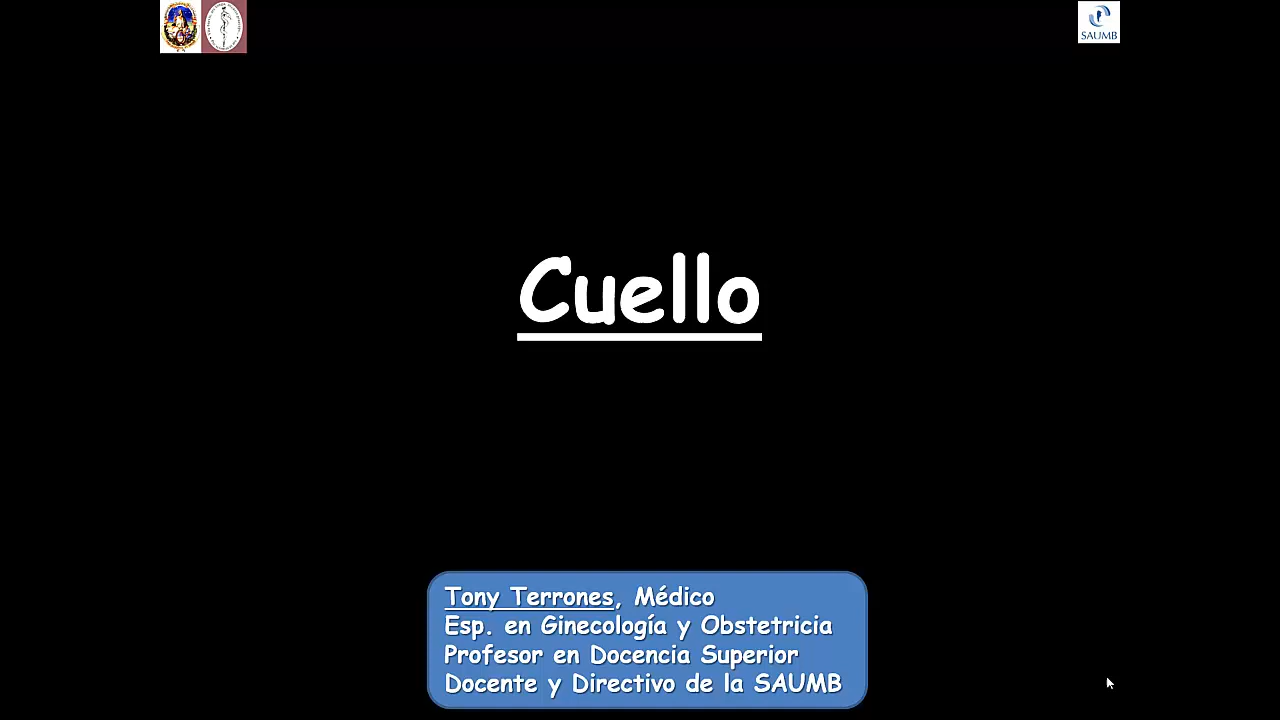 SAUMB
Cuello
Tony Terrones, Médico
Esp. en Ginecología y Obstetricia
Profesor en Docencia Superior
Docente y Directivo de la SAUMB